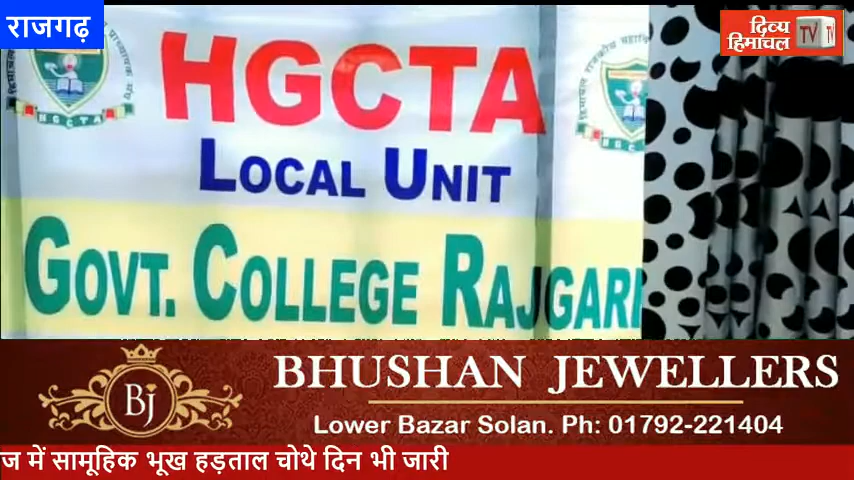 राजगढ़
दिव्य
हिमाचल
TV TV
HGCTA
HGCTA
LOCAL UNIT
GOVT. COLLEGE RAJGAR
BJ
BHUSHAN JEWELLERS
Lower Bazar Solan. Ph: 01792-221404
ज में सामूहिक भूख हड़ताल चोथे दिन भी जारी